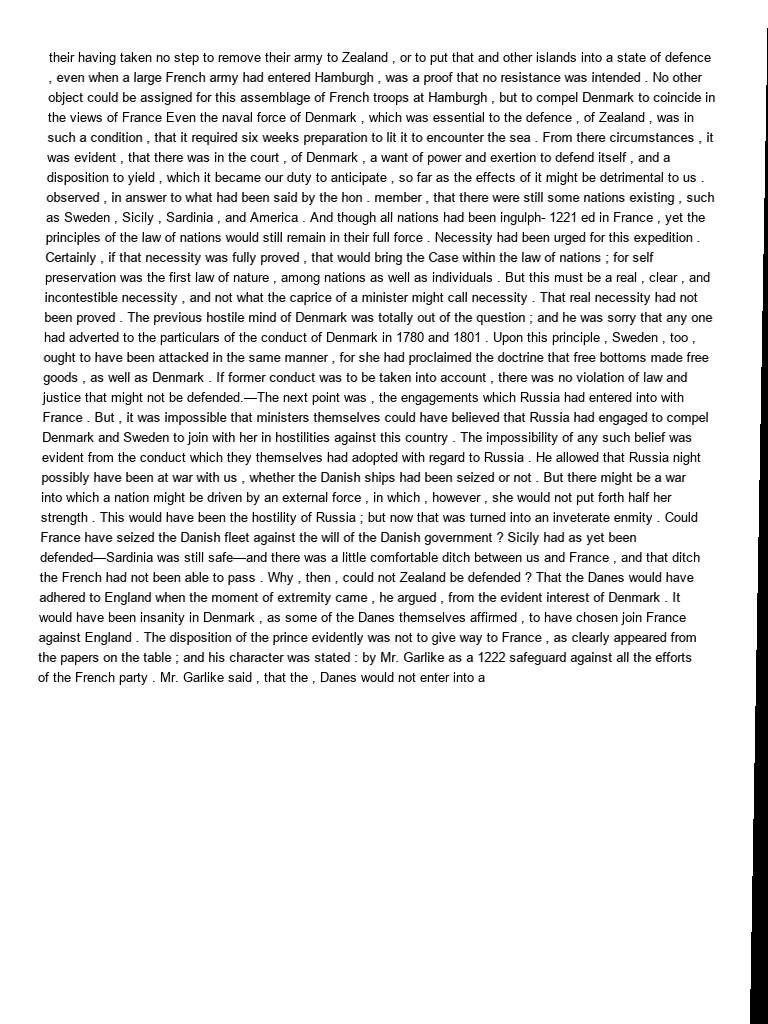 their having taken no step to remove their army to Zealand , or to put that and other islands into a state of defence
, even when a large French army had entered Hamburgh , was a proof that no resistance was intended . No other
object could be assigned for this assemblage of French troops at Hamburgh , but to compel Denmark to coincide in
the views of France Even the naval force of Denmark , which was essential to the defence , of Zealand , was in
such a condition , that it required six weeks preparation to lit it to encounter the sea . From there circumstances , it
was evident , that there was in the court , of Denmark , a want of power and exertion to defend itself , and a
disposition to yield , which it became our duty to anticipate , so far as the effects of it might be detrimental to us .
observed , in answer to what had been said by the hon . member , that there were still some nations existing , such
as Sweden , Sicily , Sardinia , and America . And though all nations had been ingulph- 1221 ed in France , yet the
principles of the law of nations would still remain in their full force . Necessity had been urged for this expedition .
Certainly , if that necessity was fully proved , that would bring the Case within the law of nations ; for self
preservation was the first law of nature , among nations as well as individuals . But this must be a real , clear , and
incontestible necessity , and not what the caprice of a minister might call necessity . That real necessity had not
been proved . The previous hostile mind of Denmark was totally out of the question ; and he was sorry that any one
had adverted to the particulars of the conduct of Denmark in 1780 and 1801 . Upon this principle , Sweden , too ,
ought to have been attacked in the same manner , for she had proclaimed the doctrine that free bottoms made free
goods , as well as Denmark . If former conduct was to be taken into account , there was no violation of law and
justice that might not be defended.—The next point was , the engagements which Russia had entered into with
France . But , it was impossible that ministers themselves could have believed that Russia had engaged to compel
Denmark and Sweden to join with her in hostilities against this country . The impossibility of any such belief was
evident from the conduct which they themselves had adopted with regard to Russia . He allowed that Russia night
possibly have been at war with us , whether the Danish ships had been seized or not . But there might be a war
into which a nation might be driven by an external force , in which , however , she would not put forth half her
strength . This would have been the hostility of Russia ; but now that was turned into an inveterate enmity . Could
France have seized the Danish fleet against the will of the Danish government ? Sicily had as yet been
defended—Sardinia was still safe—and there was a little comfortable ditch between us and France , and that ditch
the French had not been able to pass . Why , then , could not Zealand be defended ? That the Danes would have
adhered to England when the moment of extremity came , he argued , from the evident interest of Denmark . It
would have been insanity in Denmark , as some of the Danes themselves affirmed , to have chosen join France
against England . The disposition of the prince evidently was not to give way to France , as clearly appeared from
the papers on the table ; and his character was stated : by Mr. Garlike as a 1222 safeguard against all the efforts
of the French party . Mr. Garlike said , that the , Danes would not enter into a